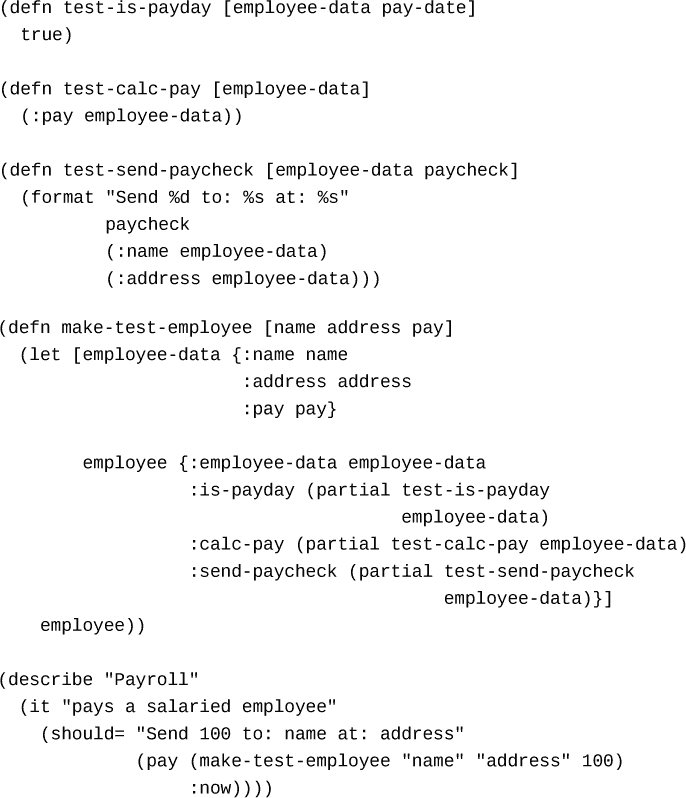 (defn test-is-payday [employee-data pay-date]
  true)

(defn test-calc-pay [employee-data]
  (:pay employee-data))

(defn test-send-paycheck [employee-data paycheck]
  (format "Send %d to: %s at: %s"
          paycheck
          (:name employee-data)
          (:address employee-data)))

(defn make-test-employee [name address pay]
  (let [employee-data {:name name
                       :address address
                       :pay pay}

        employee {:employee-data employee-data
                  :is-payday (partial test-is-payday
                                      employee-data)
                  :calc-pay (partial test-calc-pay employee-data)
                  :send-paycheck (partial test-send-paycheck
                                          employee-data)}]
    employee))

(describe "Payroll"
  (it "pays a salaried employee"
    (should= "Send 100 to: name at: address"
             (pay (make-test-employee "name" "address" 100)
                  :now))))